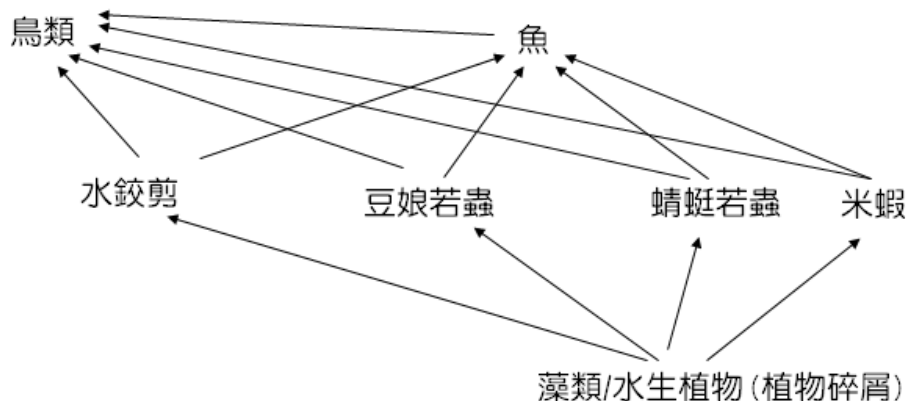 鳥類
魚
水鉸剪
豆娘若蟲
蜻蜓若蟲
米蝦
藻類/水生植物(植物碎屑)